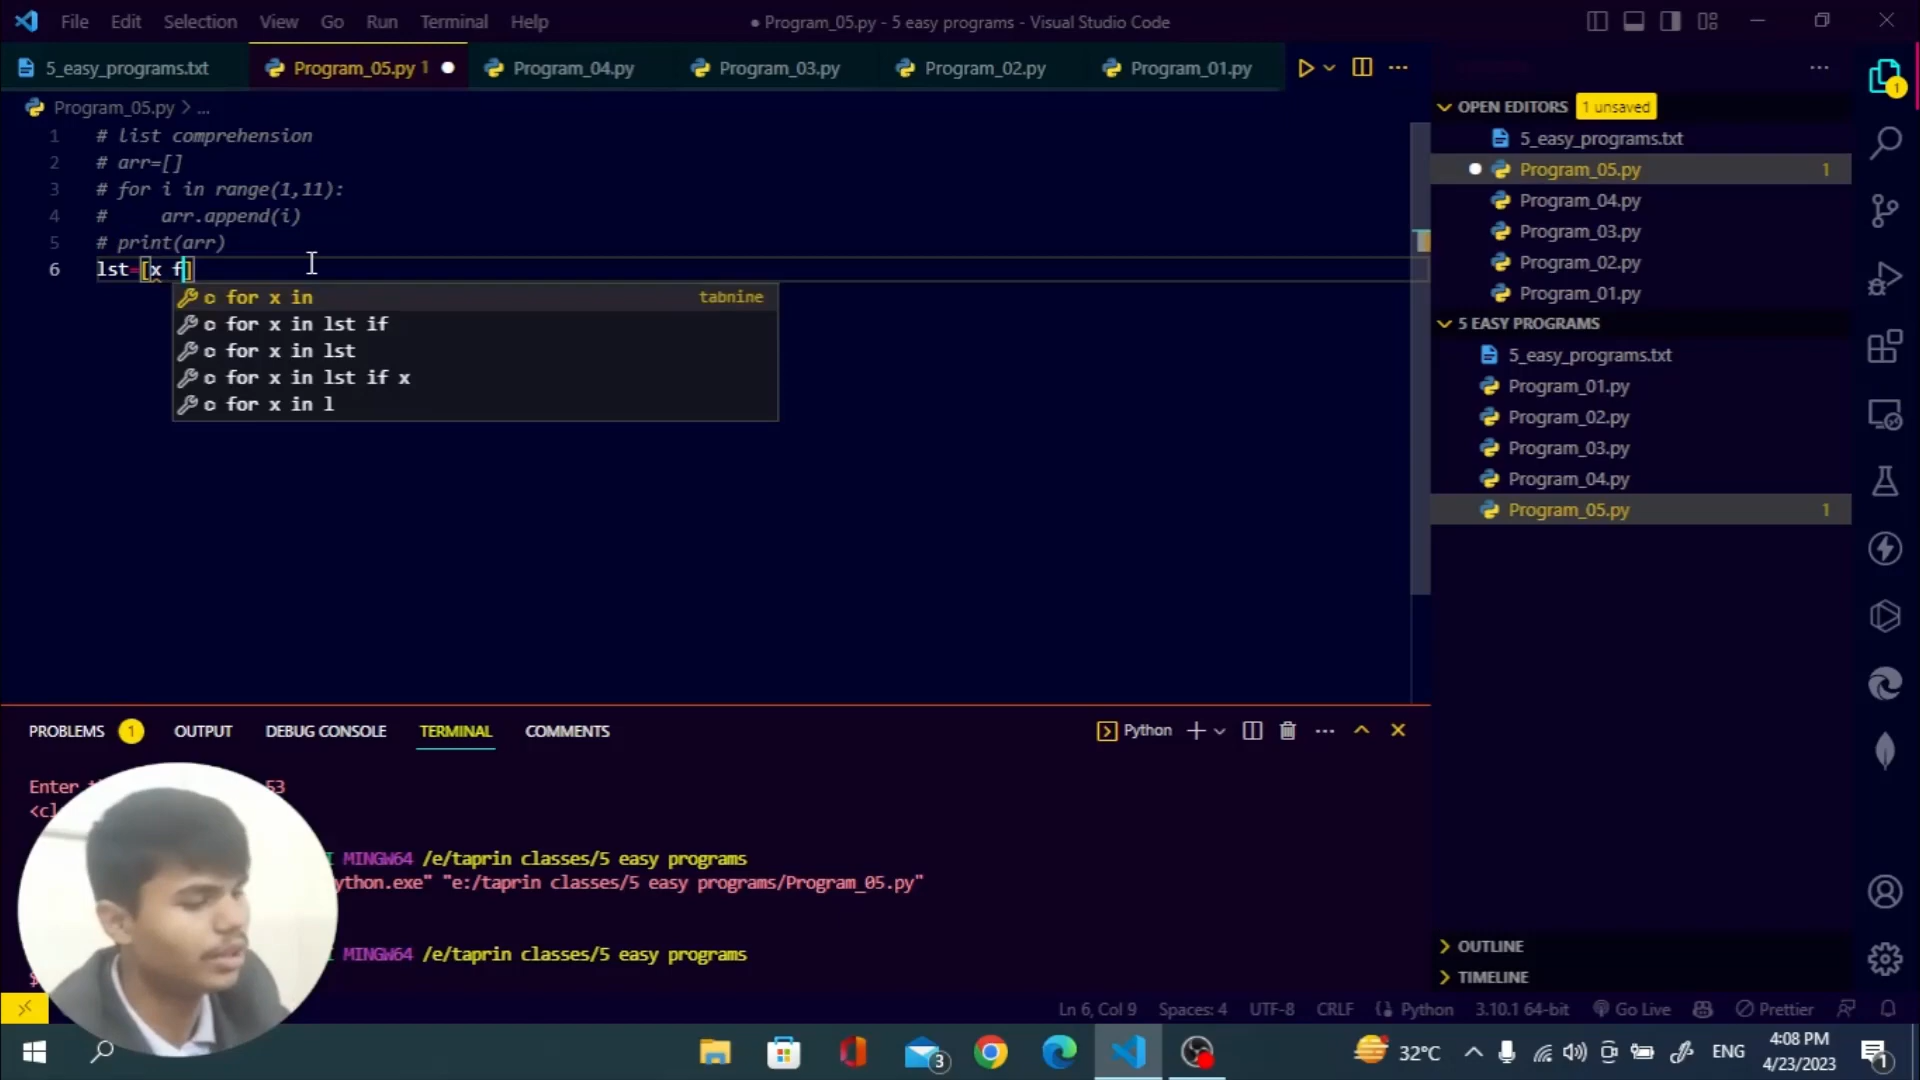 File Edit Selection View Go Run Terminal Help
● Program_05.py - 5 easy programs - Visual Studio Code
5_easy_programs.txt
Program_05.py 1
Program_04.py
Program_03.py
Program_02.py
Program_01.py
Program_05.py > ...
1 # list comprehension
2 # arr=[]
3 # for i in range(1,11):
4 #     arr.append(i)
5 # print(arr)
6 lst=[x f]
for x in tabnine
for x in lst if
for x in lst
for x in lst if x
for x in l
OPEN EDITORS 1 unsaved
5_easy_programs.txt
Program_05.py 1
Program_04.py
Program_03.py
Program_02.py
Program_01.py
5 EASY PROGRAMS
5_easy_programs.txt
Program_01.py
Program_02.py
Program_03.py
Program_04.py
Program_05.py 1
OUTLINE
TIMELINE
1
PROBLEMS 1 OUTPUT DEBUG CONSOLE TERMINAL COMMENTS
Python
Enter 53
<cl
MINGW64 /e/taprin classes/5 easy programs
ython.exe" "e:/taprin classes/5 easy programs/Program_05.py"
MINGW64 /e/taprin classes/5 easy programs
$
Ln 6, Col 9 Spaces: 4 UTF-8 CRLF Python 3.10.1 64-bit Go Live Prettier
3
32°C
ENG
4:08 PM
4/23/2023
1